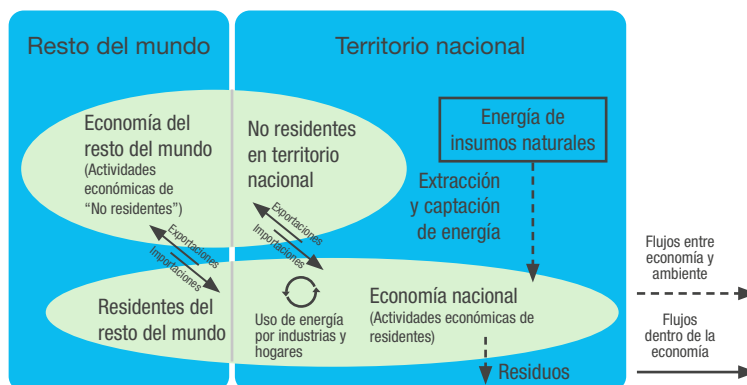 Resto del mundo
Territorio nacional
Economía del
resto del mundo
(Actividades
económicas de
“No residentes”)
No residentes
en territorio
nacional
Energía de
insumos naturales
Extracción
y captación
de energía
Exportaciones
Importaciones
Exportaciones
Importaciones
Residentes del
resto del mundo
Uso de energía
por industrias y
hogares
Economía nacional
(Actividades económicas de
residentes)
Residuos
Flujos entre
economía y
ambiente
Flujos
dentro de la
economía